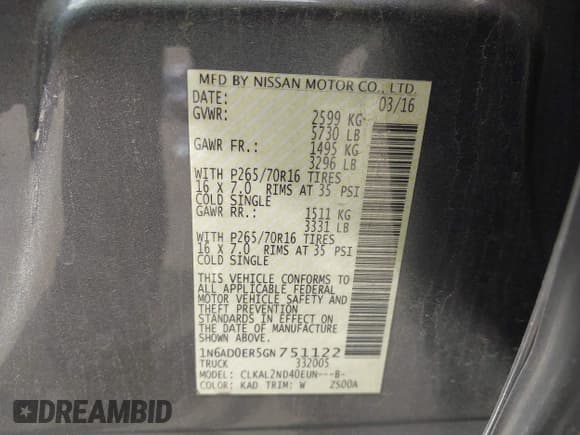 MFD BY NISSAN MOTOR CO., LTD.
DATE: 03/16
GVWR: 2599 KG
5730 LB
GAWR FR.: 1495 KG
3296 LB
WITH P265/70R16 TIRES
16 X 7.0 RIMS AT 35 PSI
COLD SINGLE
GAWR RR.: 1511 KG
3331 LB
WITH P265/70R16 TIRES
16 X 7.0 RIMS AT 35 PSI
COLD SINGLE
THIS VEHICLE CONFORMS TO
ALL APPLICABLE FEDERAL
MOTOR VEHICLE SAFETY AND
THEFT PREVENTION
STANDARDS IN EFFECT ON
THE DATE OF MANUFACTURE
SHOWN ABOVE.
1N6AD0ER5GN751122
TRUCK 332005
MODEL: CLKAL2ND40EUN---B-
COLOR: KAD TRIM: W 2500A
DREAMBID